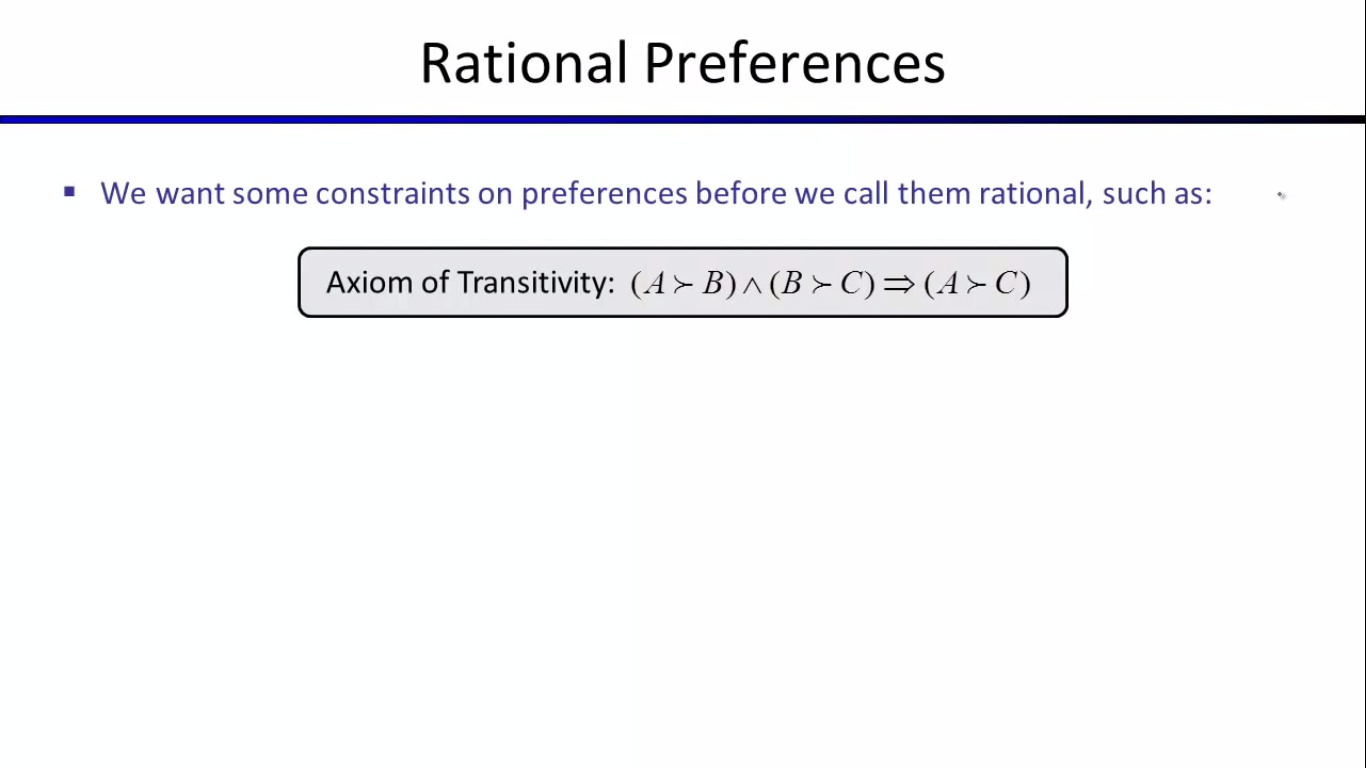 Rational Preferences
▪ We want some constraints on preferences before we call them rational, such as:
Axiom of Transitivity: (A ≻ B) ∧ (B ≻ C) ⇒ (A ≻ C)